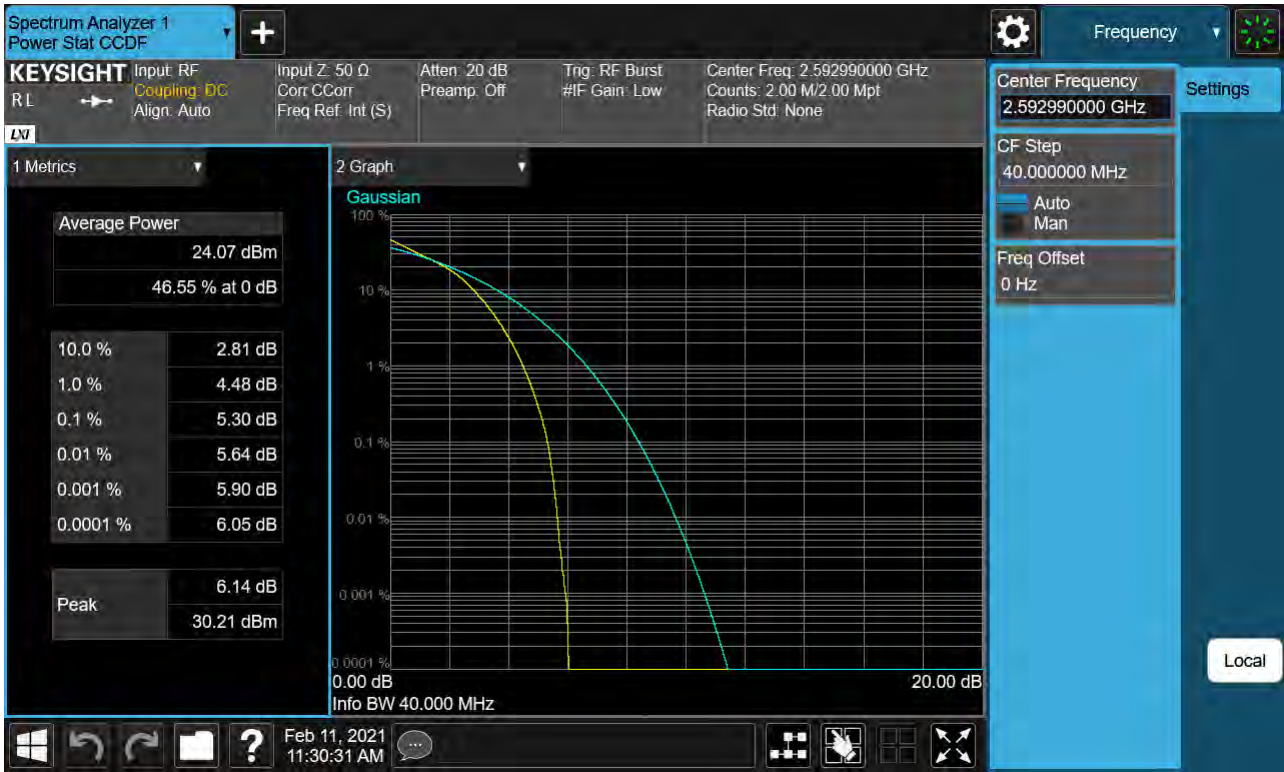 Spectrum Analyzer 1
Power Stat CCDF
+
Frequency
KEYSIGHT
RL
LXI
Input: RF
Coupling: DC
Align: Auto
Input Z: 50 Ω
Corr CCorr
Freq Ref: Int (S)
Atten: 20 dB
Preamp: Off
Trig: RF Burst
#IF Gain: Low
Center Freq: 2.592990000 GHz
Counts: 2.00 M/2.00 Mpt
Radio Std: None
Center Frequency
2.592990000 GHz
Settings
CF Step
40.000000 MHz
Auto
Man
Freq Offset
0 Hz
1 Metrics
Average Power
24.07 dBm
46.55 % at 0 dB
10.0 % 2.81 dB
1.0 % 4.48 dB
0.1 % 5.30 dB
0.01 % 5.64 dB
0.001 % 5.90 dB
0.0001 % 6.05 dB
Peak
6.14 dB
30.21 dBm
2 Graph
Gaussian
100 %
10 %
1 %
0.1 %
0.01 %
0.001 %
0.0001 %
0.00 dB
20.00 dB
Info BW 40.000 MHz
Local
?
Feb 11, 2021
11:30:31 AM